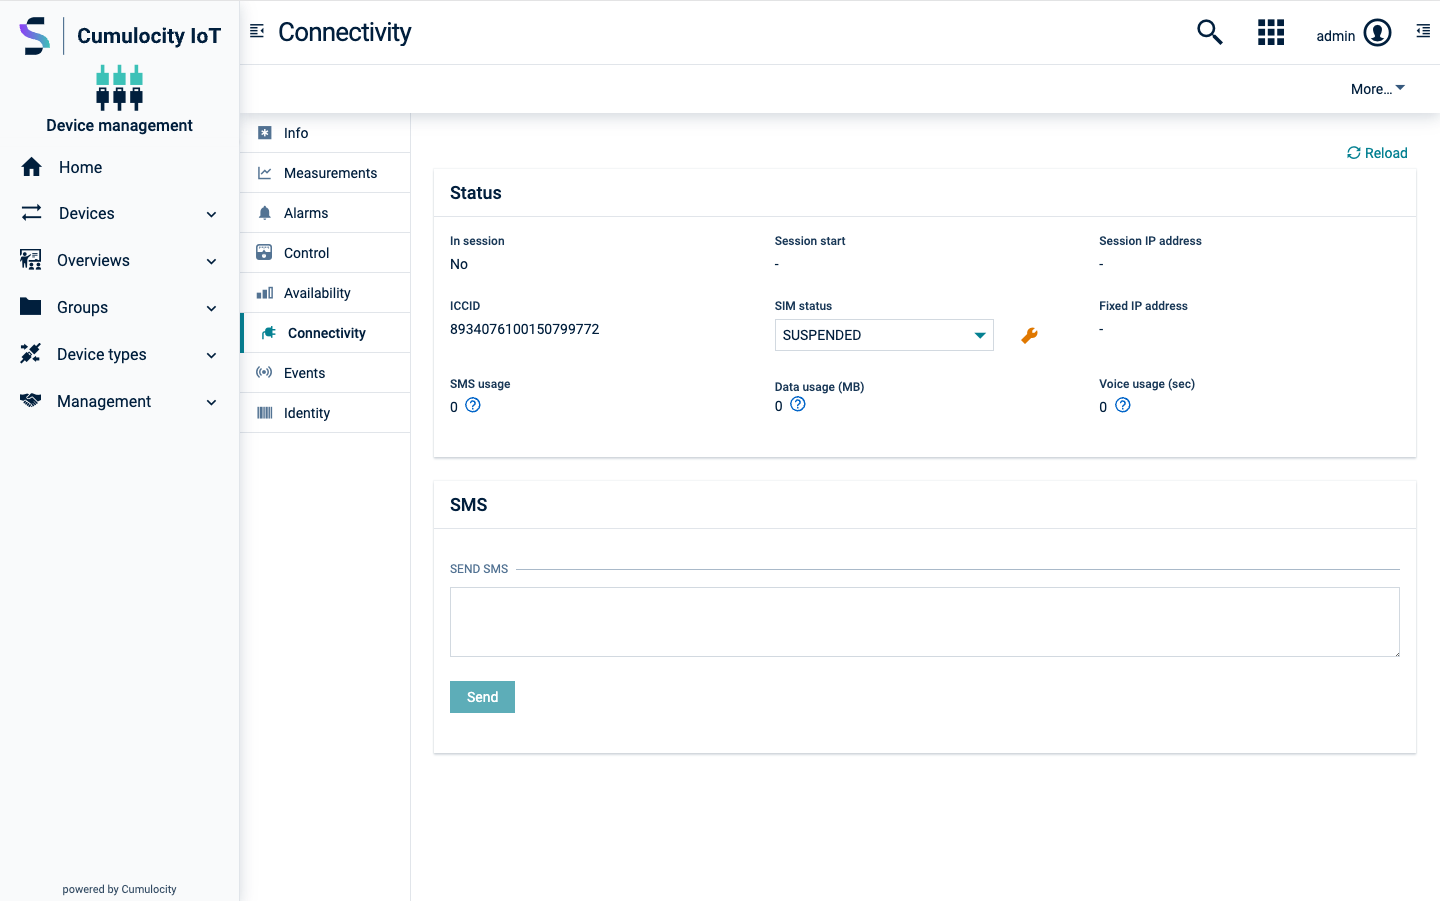 Cumulocity IoT
Device management
Home
Devices
Overviews
Groups
Device types
Management
powered by Cumulocity
Connectivity
admin
More...
Info
Measurements
Alarms
Control
Availability
Connectivity
Events
Identity
Reload
Status
In session
No
Session start
-
Session IP address
-
ICCID
8934076100150799772
SIM status
SUSPENDED
Fixed IP address
-
SMS usage
0
Data usage (MB)
0
Voice usage (sec)
0
SMS
SEND SMS
Send